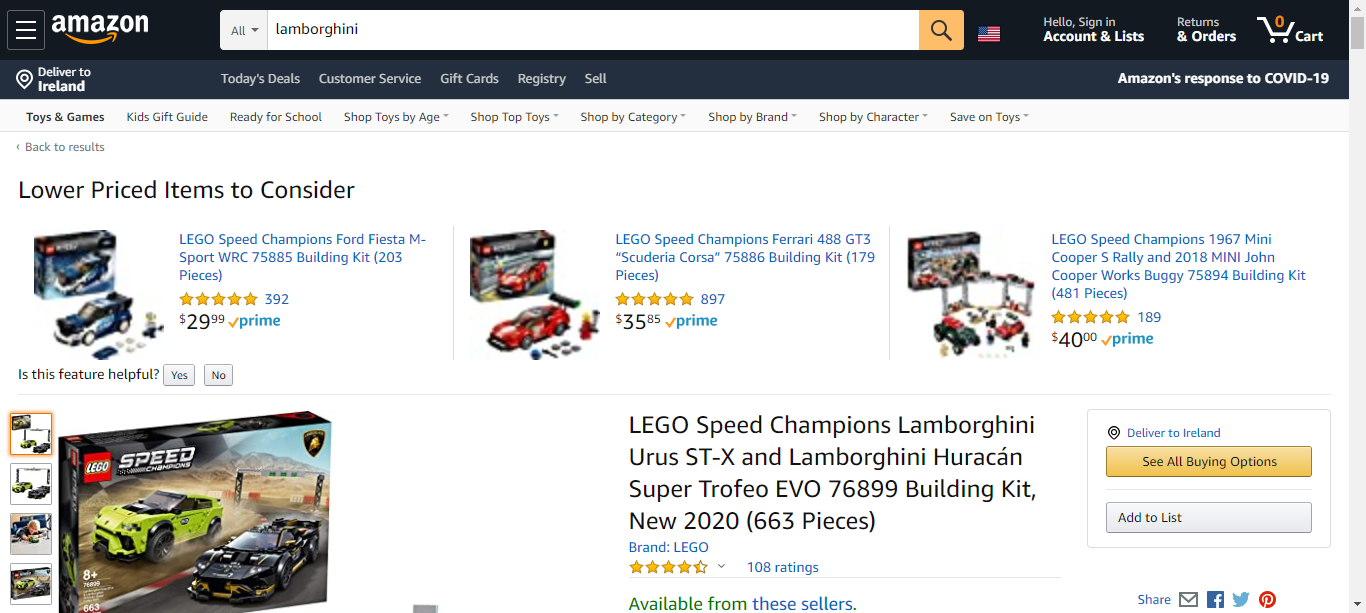 amazon
All
lamborghini
Hello, Sign in
Account & Lists
Returns
& Orders
0
Cart
Deliver to
Ireland
Today's Deals
Customer Service
Gift Cards
Registry
Sell
Amazon's response to COVID-19
Toys & Games
Kids Gift Guide
Ready for School
Shop Toys by Age
Shop Top Toys
Shop by Category
Shop by Brand
Shop by Character
Save on Toys
‹ Back to results
Lower Priced Items to Consider
LEGO Speed Champions Ford Fiesta M-
Sport WRC 75885 Building Kit (203
Pieces)
392
$2999 prime
LEGO Speed Champions Ferrari 488 GT3
“Scuderia Corsa” 75886 Building Kit (179
Pieces)
897
$3585 prime
LEGO Speed Champions 1967 Mini
Cooper S Rally and 2018 MINI John
Cooper Works Buggy 75894 Building Kit
(481 Pieces)
189
$4000 prime
Is this feature helpful?
Yes
No
LEGO
SPEED
CHAMPIONS
8+
76899
663
LEGO Speed Champions Lamborghini
Urus ST-X and Lamborghini Huracán
Super Trofeo EVO 76899 Building Kit,
New 2020 (663 Pieces)
Brand: LEGO
108 ratings
Available from these sellers.
Deliver to Ireland
See All Buying Options
Add to List
Share